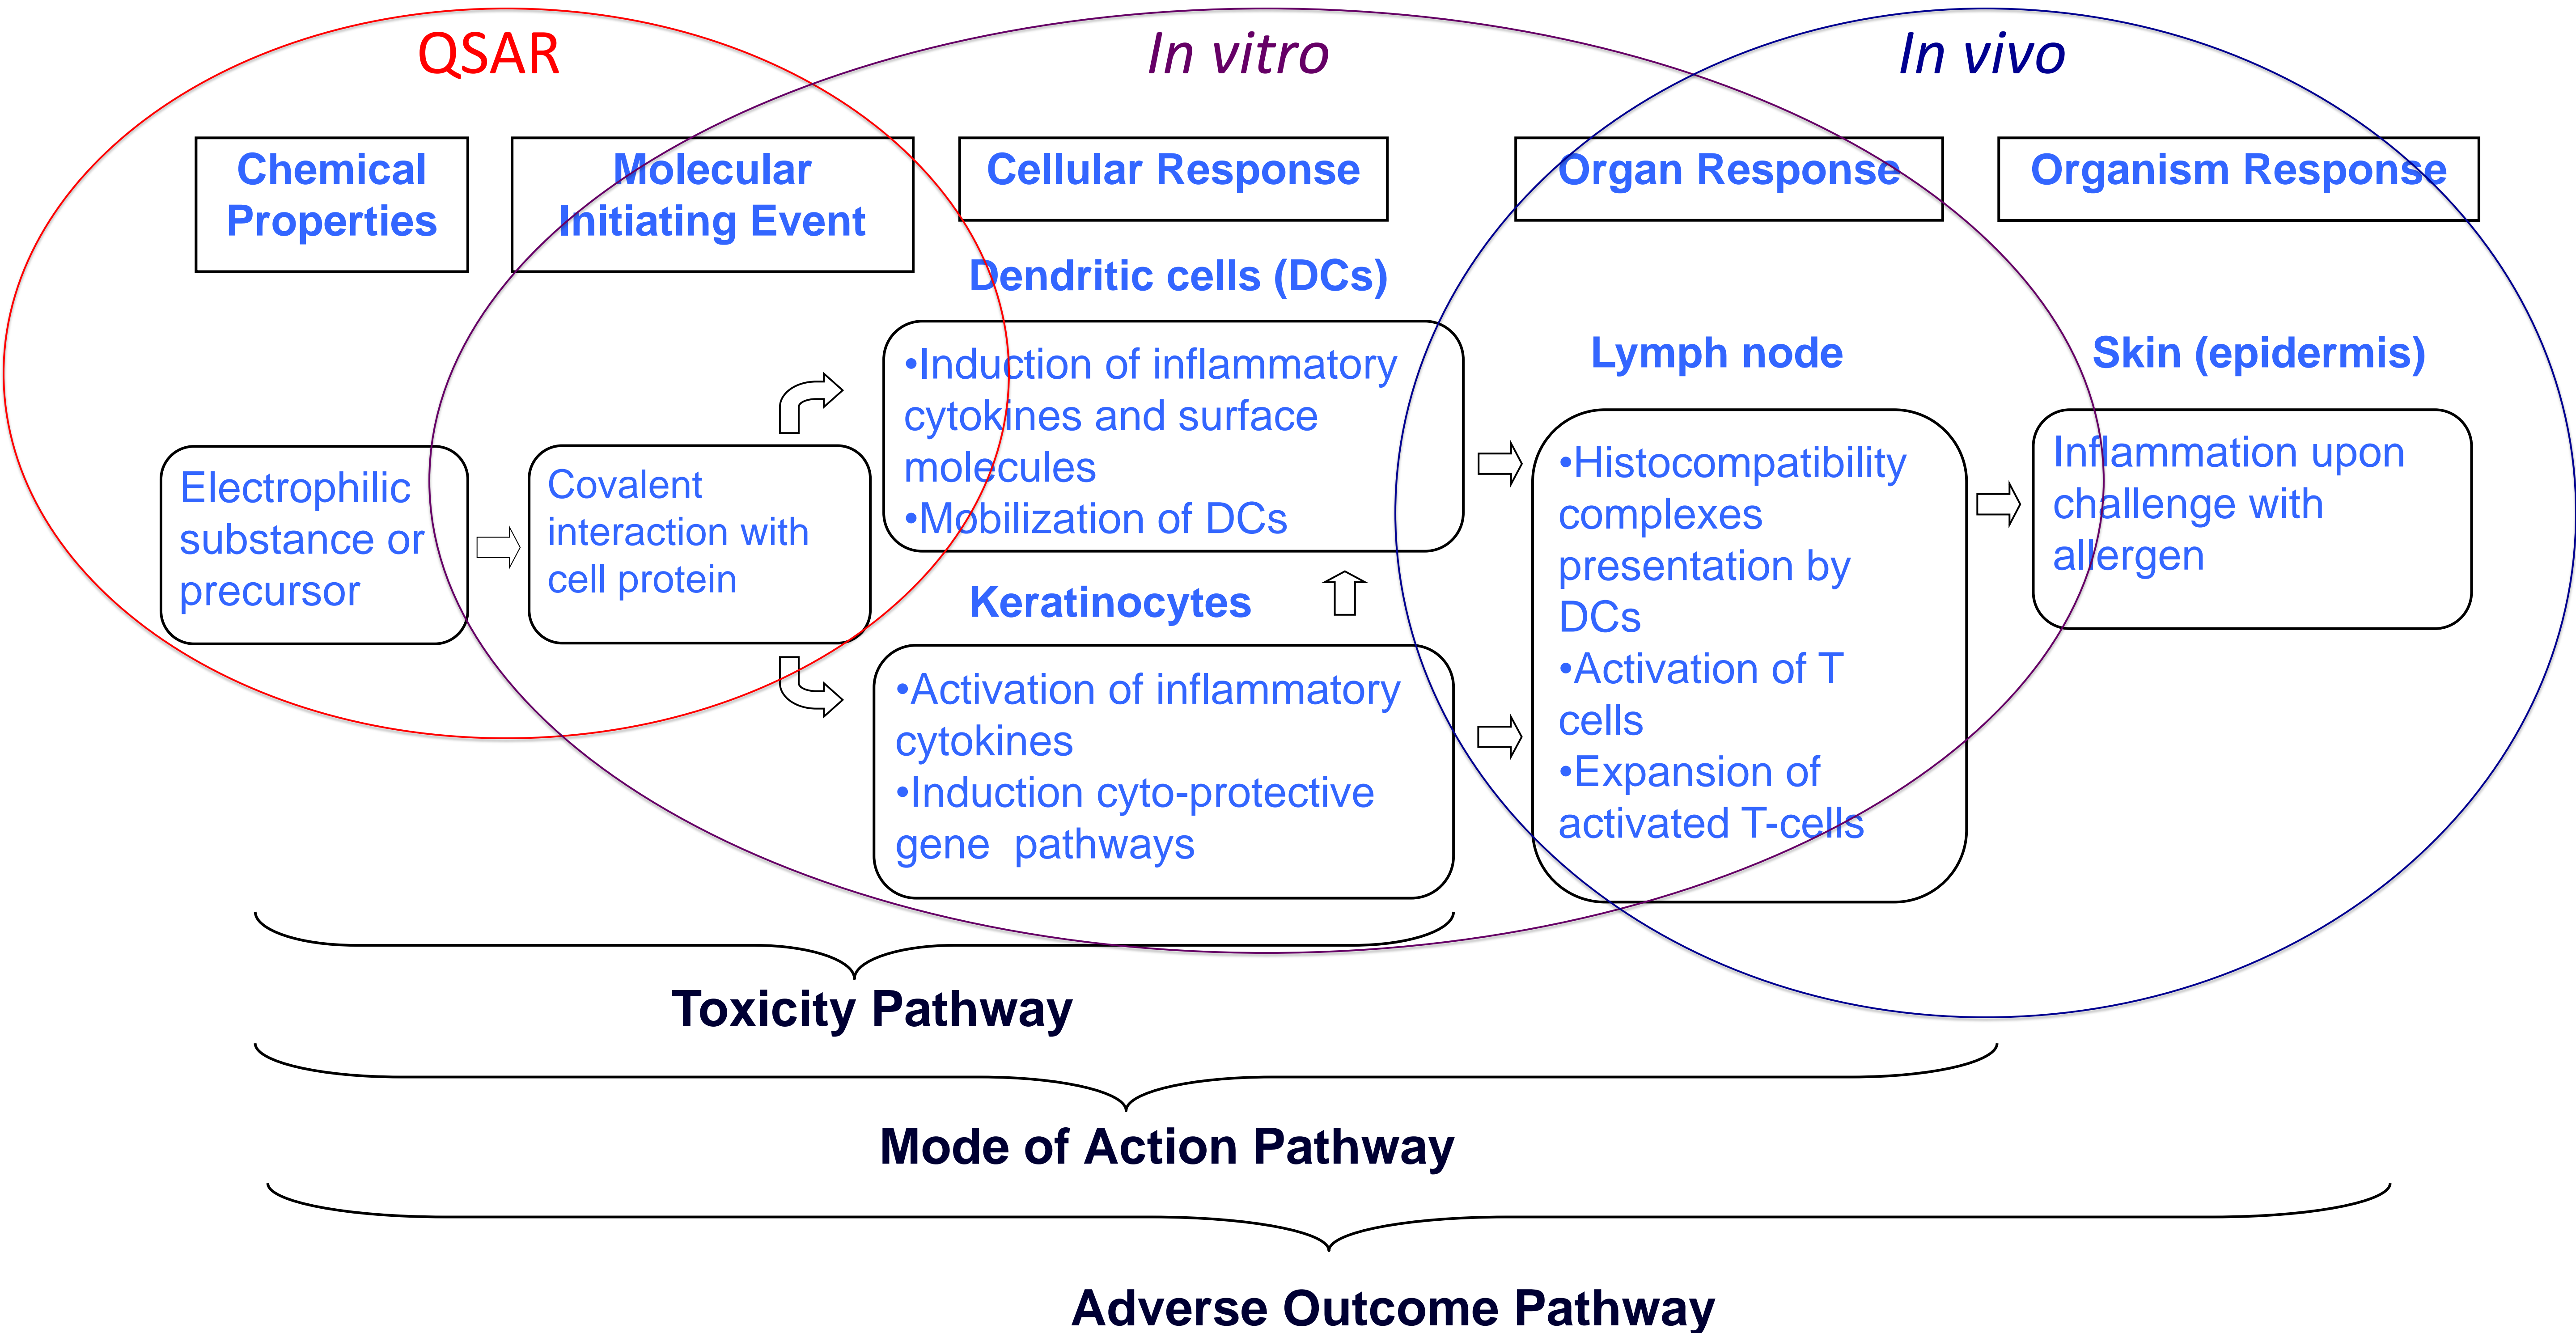 QSAR
In vitro
In vivo
Chemical
Properties
Molecular
Initiating Event
Cellular Response
Organ Response
Organism Response
Electrophilic
substance or
precursor
Covalent
interaction with
cell protein
Dendritic cells (DCs)
•Induction of inflammatory
cytokines and surface
molecules
•Mobilization of DCs
Keratinocytes
•Activation of inflammatory
cytokines
•Induction cyto-protective
gene pathways
Lymph node
•Histocompatibility
complexes
presentation by
DCs
•Activation of T
cells
•Expansion of
activated T-cells
Skin (epidermis)
Inflammation upon
challenge with
allergen
Toxicity Pathway
Mode of Action Pathway
Adverse Outcome Pathway